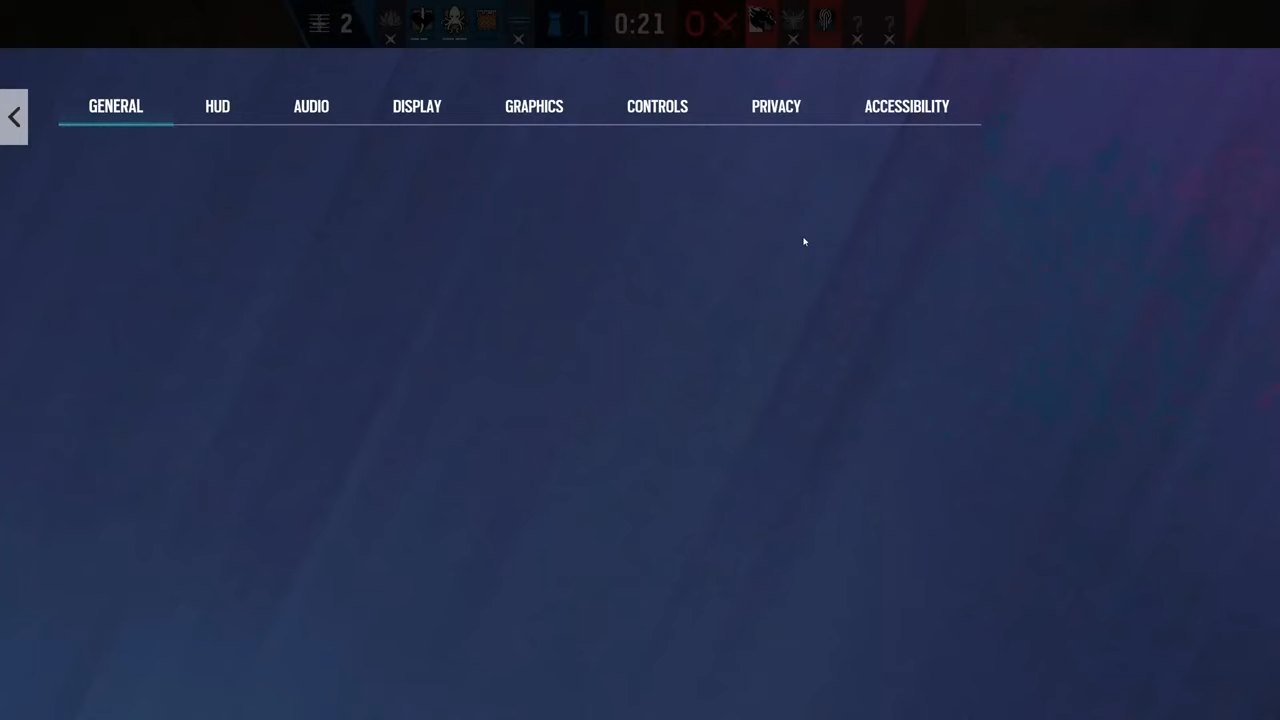 2 1 0:21 0 ? ?
GENERAL HUD AUDIO DISPLAY GRAPHICS CONTROLS PRIVACY ACCESSIBILITY